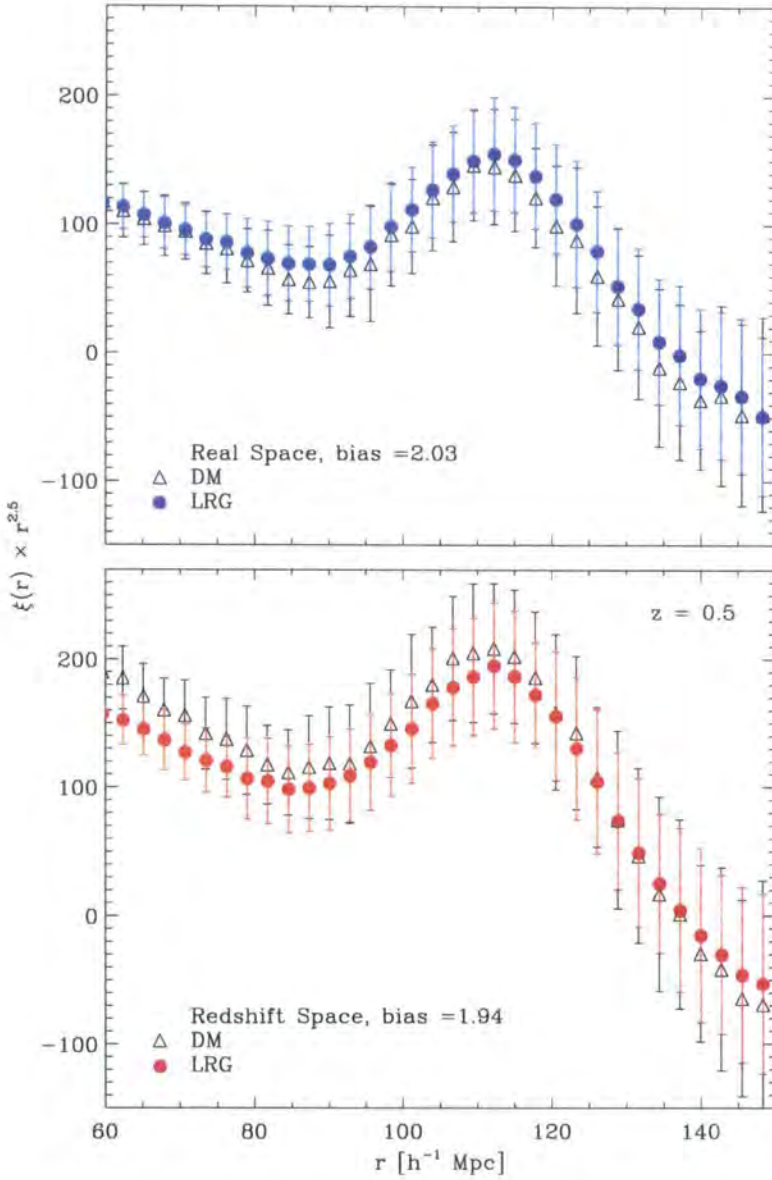 200
100
0
−100
Real Space, bias =2.03
△ DM
● LRG
ξ(r) × r^2.5
z = 0.5
200
100
0
−100
Redshift Space, bias =1.94
△ DM
● LRG
60 80 100 120 140
r [h^−1 Mpc]